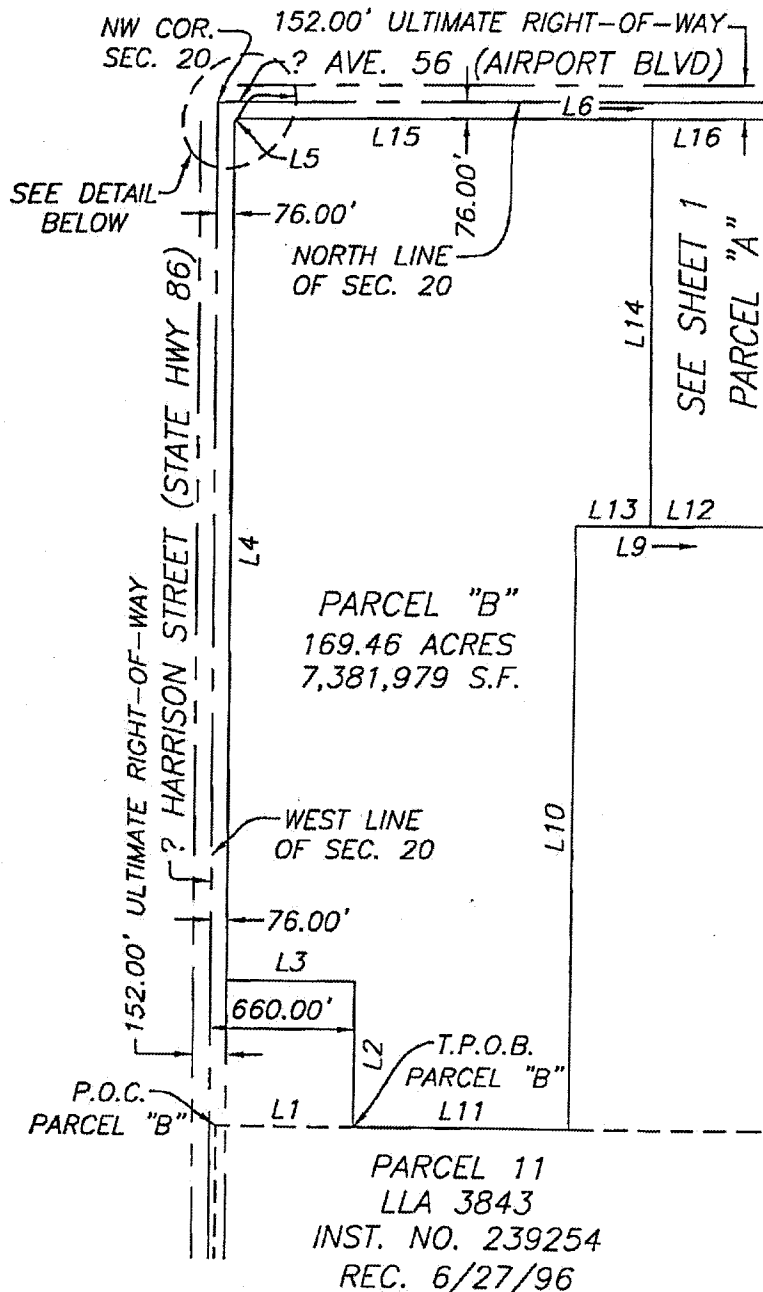 152.00' ULTIMATE RIGHT-OF-WAY
NW COR.
SEC. 20
? AVE. 56 (AIRPORT BLVD)
L6
L15
L16
L5
SEE DETAIL
BELOW
76.00'
76.00'
NORTH LINE
OF SEC. 20
SEE SHEET 1
PARCEL "A"
L14
? HARRISON STREET (STATE HWY 86)
L4
L13
L12
L9
PARCEL "B"
169.46 ACRES
7,381,979 S.F.
152.00' ULTIMATE RIGHT-OF-WAY
L10
WEST LINE
OF SEC. 20
76.00'
L3
660.00'
L2
T.P.O.B.
PARCEL "B"
P.O.C.
PARCEL "B"
L1
L11
PARCEL 11
LLA 3843
INST. NO. 239254
REC. 6/27/96